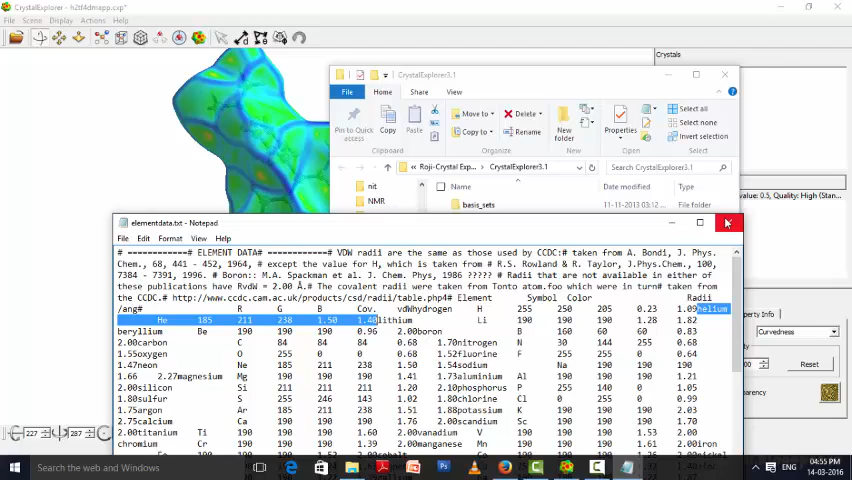 CrystalExplorer - h2tf4dmapp.cxp*
File Scene Display Actions Help
Crystals
CrystalExplorer3.1
File Home Share View
Pin to Quick Access
Copy
Paste
Move to
Copy to
Delete
Rename
New folder
Properties
Select all
Select none
Invert selection
Clipboard
Organize
New
Open
Select
Roji-Crystal Exp... CrystalExplorer3.1
Search CrystalExplorer3.1
Name
Date modified
Type
nit
NMR
basis_sets
11-11-2013 03:12 ...
File folder
value: 0.5, Quality: High (Stan...
elementdata.txt - Notepad
File Edit Format View Help
# ============ ELEMENT DATA# ============# VDW radii are the same as those used by CCDC:# taken from A. Bondi, J. Phys.
Chem., 68, 441 - 452, 1964, # except the value for H, which is taken from # R.S. Rowland & R. Taylor, J.Phys.Chem., 100,
7384 - 7391, 1996. # Boron:: M.A. Spackman et al. J. Chem. Phys, 1986 ????? # Radii that are not available in either of
these publications have RvdW = 2.00 Å.# The covalent radii were taken from Tonto atom.foo which were in turn# taken from
the CCDC.# http://www.ccdc.cam.ac.uk/products/csd/radii/table.php4# Element Symbol Color Radii
/ang# R G B Cov. vdWhydrogen H 255 250 205 0.23 1.09helium
He 185 211 238 1.50 1.40lithium Li 190 190 190 1.28 1.82
beryllium Be 190 190 190 0.96 2.00boron B 160 60 60 0.83
2.00carbon C 84 84 84 0.68 1.70nitrogen N 30 144 255 0.68
1.55oxygen O 255 0 0 0.68 1.52fluorine F 255 255 0 0.64
1.47neon Ne 190 211 238 1.50 1.54sodium Na 190 190 190
1.66 2.27magnesium Mg 190 190 190 1.41 1.73aluminium Al 190 190 190 1.21
2.00silicon Si 211 211 211 1.20 2.10phosphorus P 255 140 0 1.05
1.80sulfur S 255 246 143 1.02 1.80chlorine Cl 0 255 0 0.99
1.75argon Ar 185 211 238 1.51 1.88potassium K 190 190 190 2.03
2.75calcium Ca 190 190 190 1.76 2.00scandium Sc 190 190 190 1.70
2.00titanium Ti 190 190 190 1.60 2.00vanadium V 190 190 190 1.53 2.00
chromium Cr 190 190 190 1.39 2.00manganese Mn 190 190 190 1.61 2.00iron
perty Info
Curvedness
Reset
parency
227
287
Search the web and Windows
ENG
04:55 PM
14-03-2016